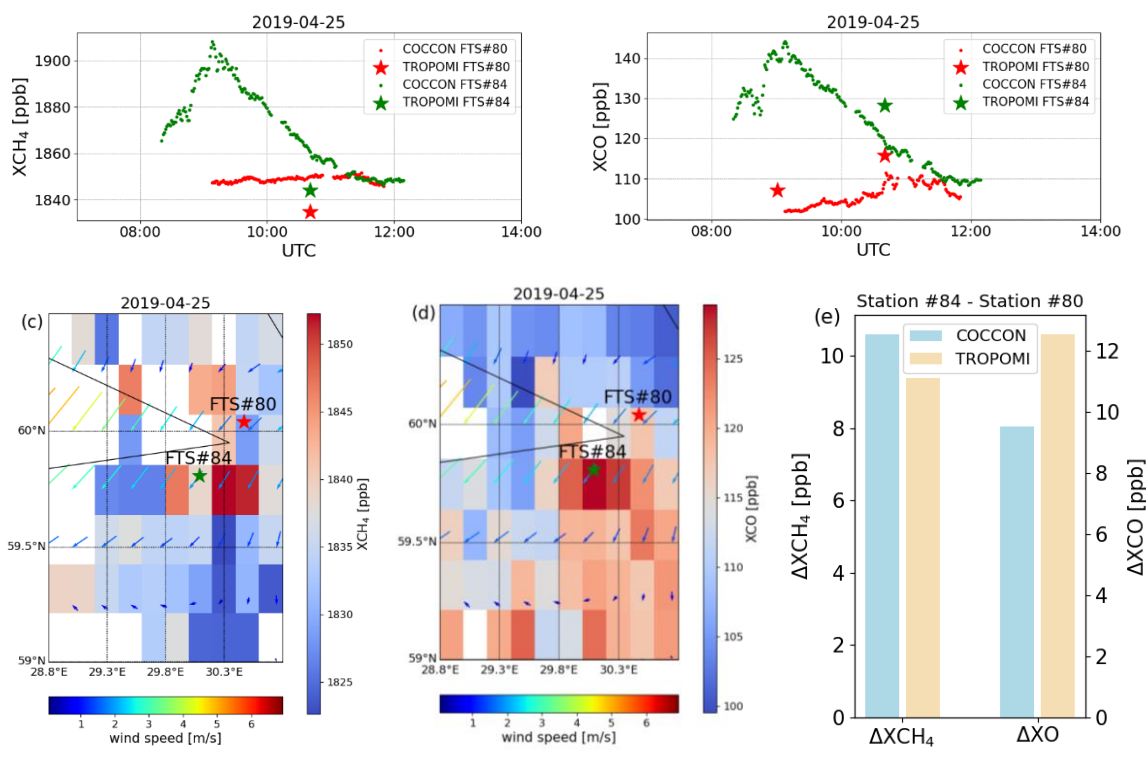 2019-04-25
XCH₄ [ppb]
1900
1880
1860
1840
COCCON FTS#80
TROPOMI FTS#80
COCCON FTS#84
TROPOMI FTS#84
08:00 10:00 12:00 14:00
UTC
2019-04-25
XCO [ppb]
140
130
120
110
100
COCCON FTS#80
TROPOMI FTS#80
COCCON FTS#84
TROPOMI FTS#84
08:00 10:00 12:00 14:00
UTC
2019-04-25
(c)
FTS#80
FTS#84
60°N
59.5°N
59°N
28.8°E 29.3°E 29.8°E 30.3°E
1850
1845
1840
1835
1830
1825
XCH₄ [ppb]
1 2 3 4 5 6
wind speed [m/s]
2019-04-25
(d)
FTS#80
FTS#84
60°N
59.5°N
59°N
28.8°E 29.3°E 29.8°E 30.3°E
125
120
115
110
105
100
XCO [ppb]
1 2 3 4 5 6
wind speed [m/s]
Station #84 - Station #80
(e)
COCCON
TROPOMI
ΔXCH₄ [ppb]
10
8
6
4
2
0
12
10
8
6
4
2
0
ΔXCO [ppb]
ΔXCH₄ ΔXO